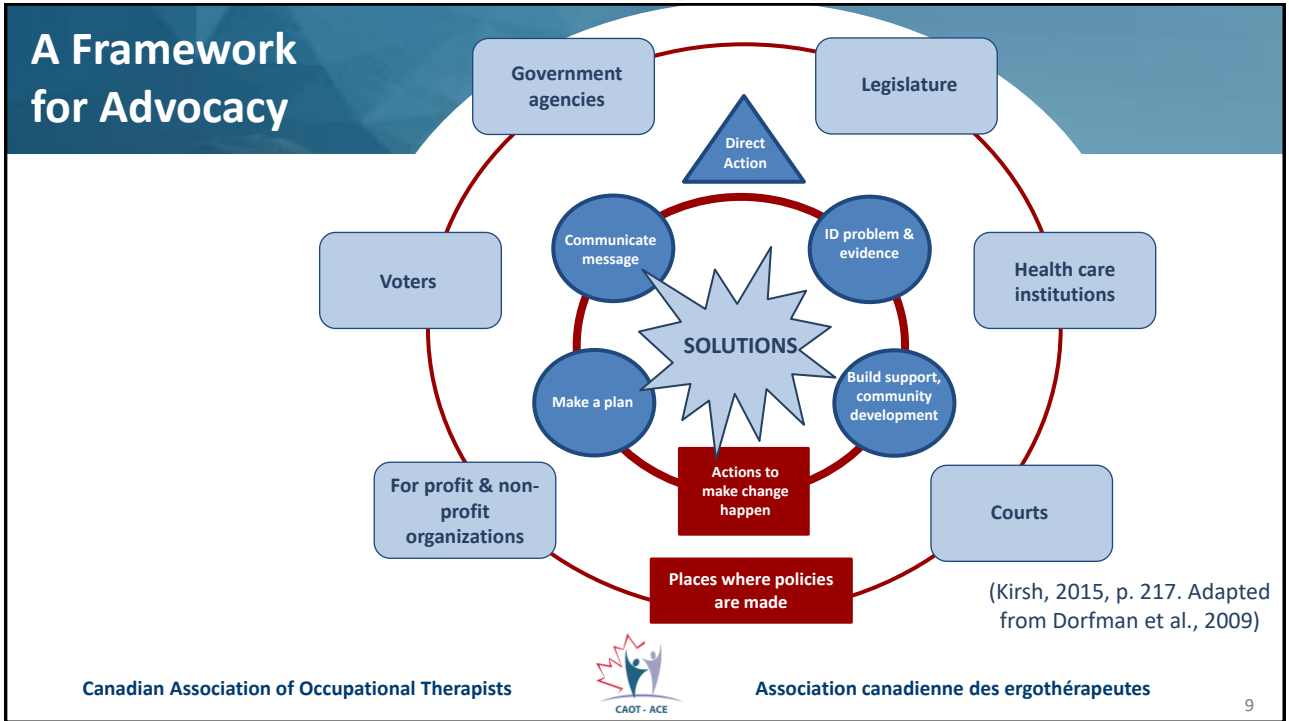 A Framework
for Advocacy
Government
agencies
Legislature
Direct
Action
Communicate
message
ID problem &
evidence
Voters
Health care
institutions
SOLUTIONS
Make a plan
Build support,
community
development
For profit & non-
profit
organizations
Actions to
make change
happen
Courts
Places where policies
are made
(Kirsh, 2015, p. 217. Adapted
from Dorfman et al., 2009)
Canadian Association of Occupational Therapists
CAOT - ACE
Association canadienne des ergothérapeutes
9